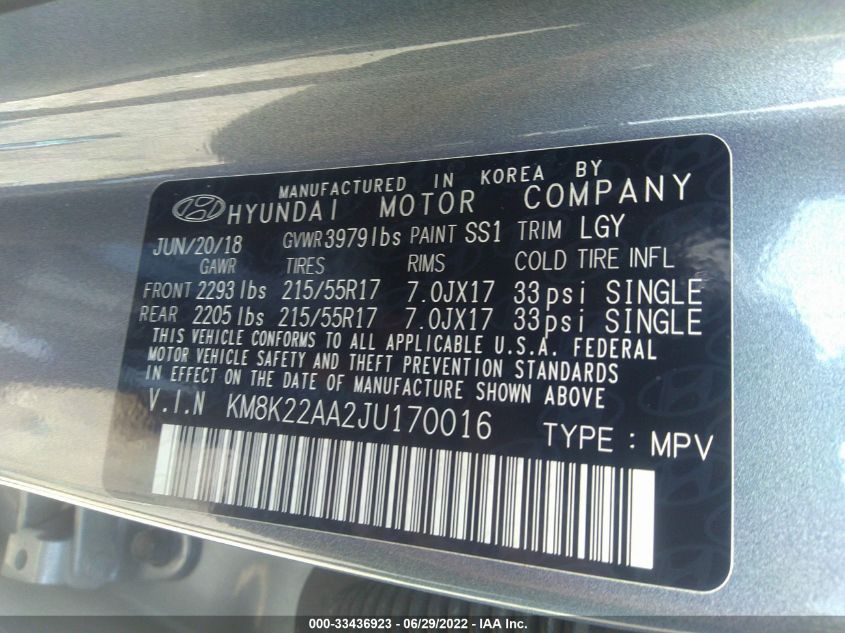 MANUFACTURED IN KOREA BY
HYUNDAI MOTOR COMPANY
JUN/20/18 GVWR 3979lbs PAINT SS1 TRIM LGY
GAWR TIRES RIMS COLD TIRE INFL
FRONT 2293 lbs 215/55R17 7.0JX17 33psi SINGLE
REAR 2205 lbs 215/55R17 7.0JX17 33psi SINGLE
THIS VEHICLE CONFORMS TO ALL APPLICABLE U.S.A. FEDERAL
MOTOR VEHICLE SAFETY AND THEFT PREVENTION STANDARDS
IN EFFECT ON THE DATE OF MANUFACTURE SHOWN ABOVE
V.I.N KM8K22AA2JU170016 TYPE : MPV
000-33436923 - 06/29/2022 - IAA, Inc.